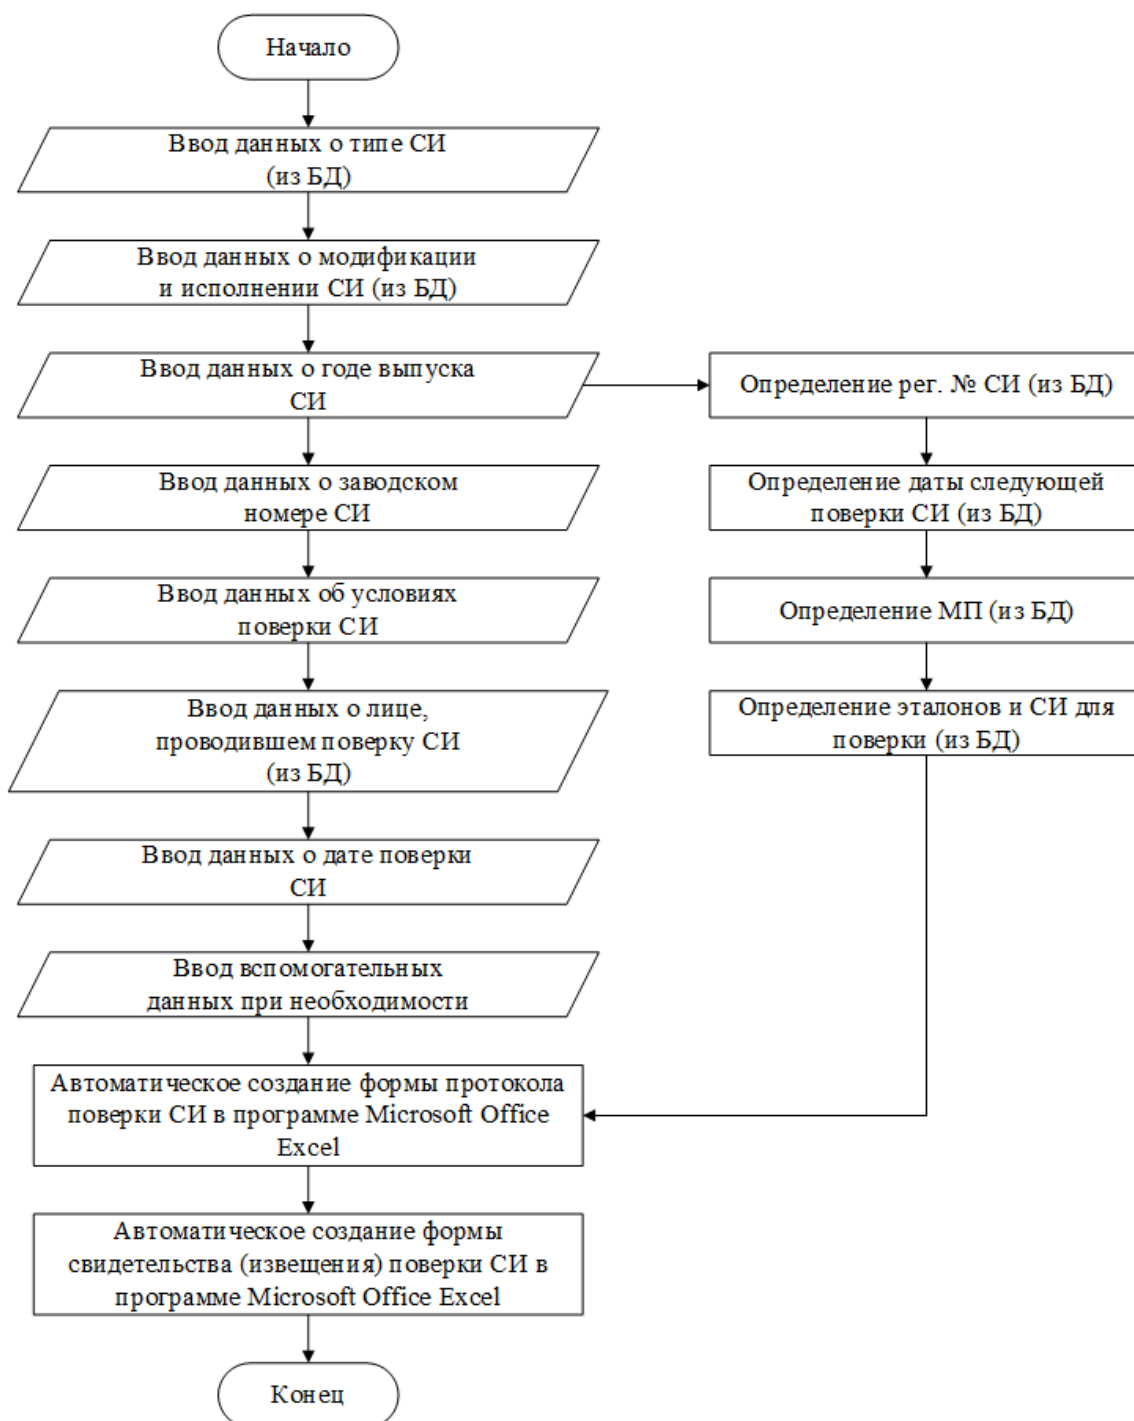 Начало
Ввод данных о типе СИ
(из БД)
Ввод данных о модификации
и исполнении СИ (из БД)
Ввод данных о годе выпуска
СИ
Определение рег. № СИ (из БД)
Ввод данных о заводском
номере СИ
Определение даты следующей
поверки СИ (из БД)
Ввод данных об условиях
поверки СИ
Определение МП (из БД)
Ввод данных о лице,
проводившем поверку СИ
(из БД)
Определение эталонов и СИ для
поверки (из БД)
Ввод данных о дате поверки
СИ
Ввод вспомогательных
данных при необходимости
Автоматическое создание формы протокола
поверки СИ в программе Microsoft Office
Excel
Автоматическое создание формы
свидетельства (извещения) поверки СИ в
программе Microsoft Office Excel
Конец